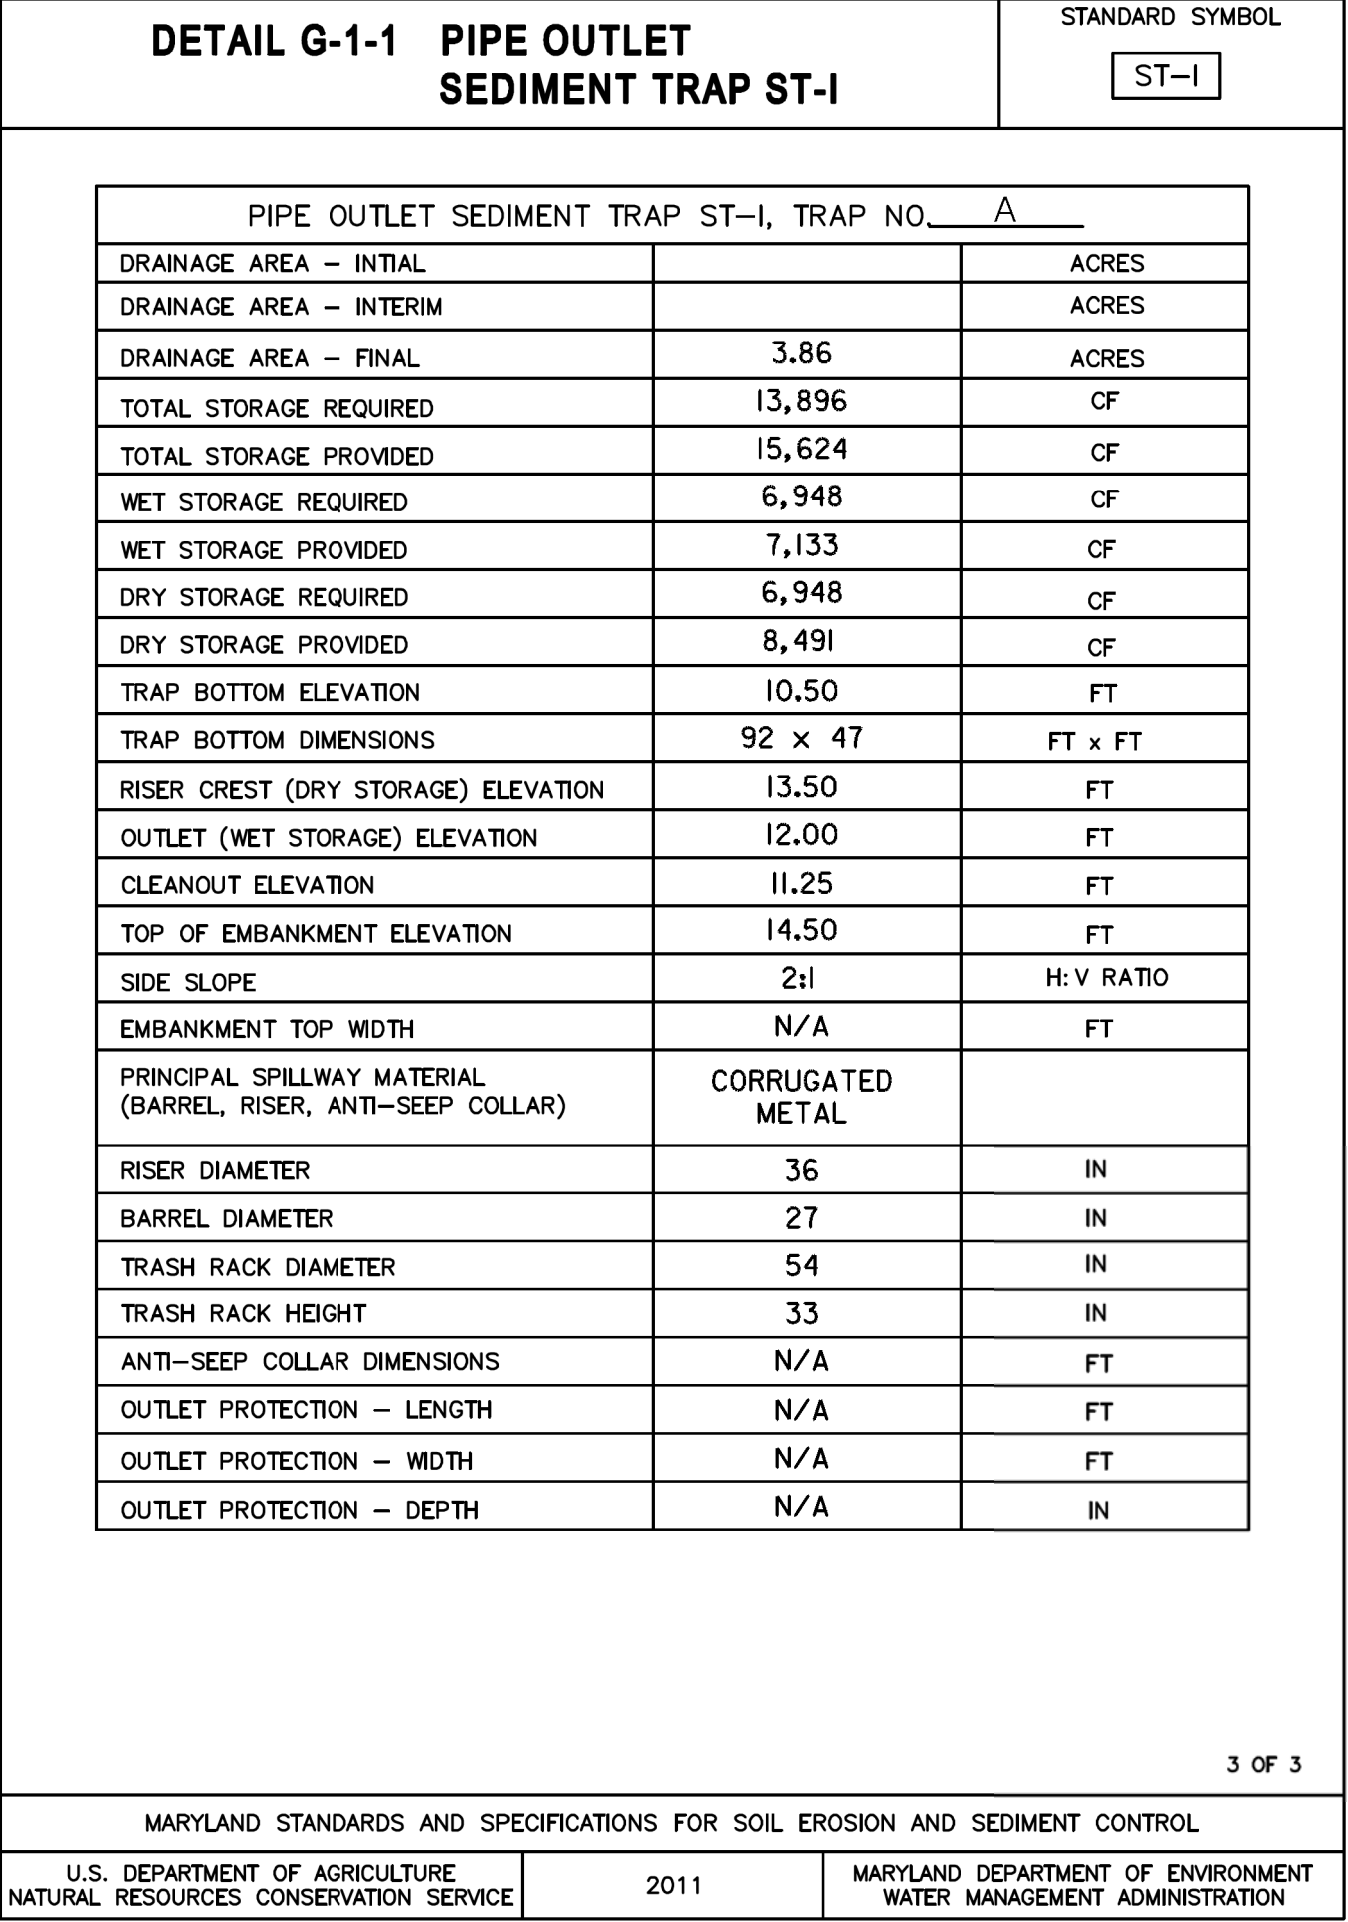 DETAIL G-1-1 PIPE OUTLET
SEDIMENT TRAP ST-I
STANDARD SYMBOL
ST-I
PIPE OUTLET SEDIMENT TRAP ST-I, TRAP NO. A
DRAINAGE AREA - INTIAL ACRES
DRAINAGE AREA - INTERIM ACRES
DRAINAGE AREA - FINAL 3.86 ACRES
TOTAL STORAGE REQUIRED 13,896 CF
TOTAL STORAGE PROVIDED 15,624 CF
WET STORAGE REQUIRED 6,948 CF
WET STORAGE PROVIDED 7,133 CF
DRY STORAGE REQUIRED 6,948 CF
DRY STORAGE PROVIDED 8,491 CF
TRAP BOTTOM ELEVATION 10.50 FT
TRAP BOTTOM DIMENSIONS 92 x 47 FT x FT
RISER CREST (DRY STORAGE) ELEVATION 13.50 FT
OUTLET (WET STORAGE) ELEVATION 12.00 FT
CLEANOUT ELEVATION 11.25 FT
TOP OF EMBANKMENT ELEVATION 14.50 FT
SIDE SLOPE 2:1 H:V RATIO
EMBANKMENT TOP WIDTH N/A FT
PRINCIPAL SPILLWAY MATERIAL
(BARREL, RISER, ANTI-SEEP COLLAR)
CORRUGATED
METAL
RISER DIAMETER 36 IN
BARREL DIAMETER 27 IN
TRASH RACK DIAMETER 54 IN
TRASH RACK HEIGHT 33 IN
ANTI-SEEP COLLAR DIMENSIONS N/A FT
OUTLET PROTECTION - LENGTH N/A FT
OUTLET PROTECTION - WIDTH N/A FT
OUTLET PROTECTION - DEPTH N/A IN
3 OF 3
MARYLAND STANDARDS AND SPECIFICATIONS FOR SOIL EROSION AND SEDIMENT CONTROL
U.S. DEPARTMENT OF AGRICULTURE
NATURAL RESOURCES CONSERVATION SERVICE
2011
MARYLAND DEPARTMENT OF ENVIRONMENT
WATER MANAGEMENT ADMINISTRATION